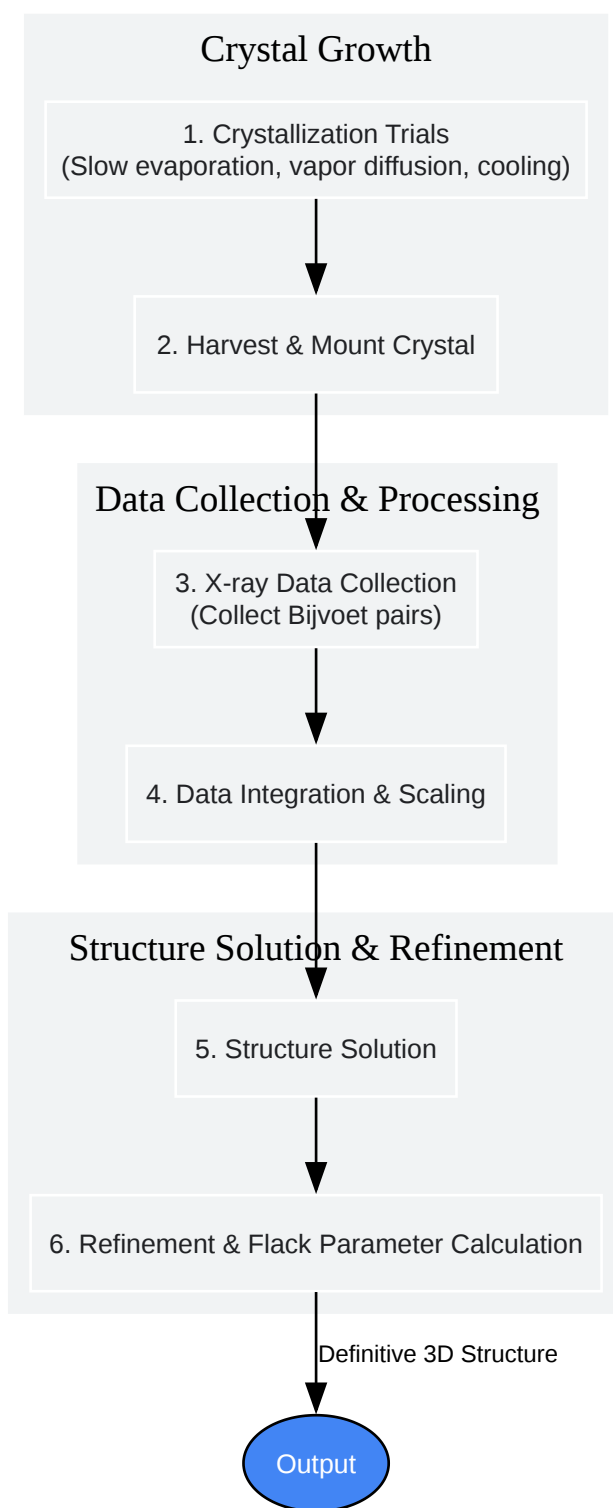 Crystal Growth
1. Crystallization Trials
(Slow evaporation, vapor diffusion, cooling)
2. Harvest & Mount Crystal
Data Collection & Processing
3. X-ray Data Collection
(Collect Bijvoet pairs)
4. Data Integration & Scaling
Structure Solution & Refinement
5. Structure Solution
6. Refinement & Flack Parameter Calculation
Definitive 3D Structure
Output